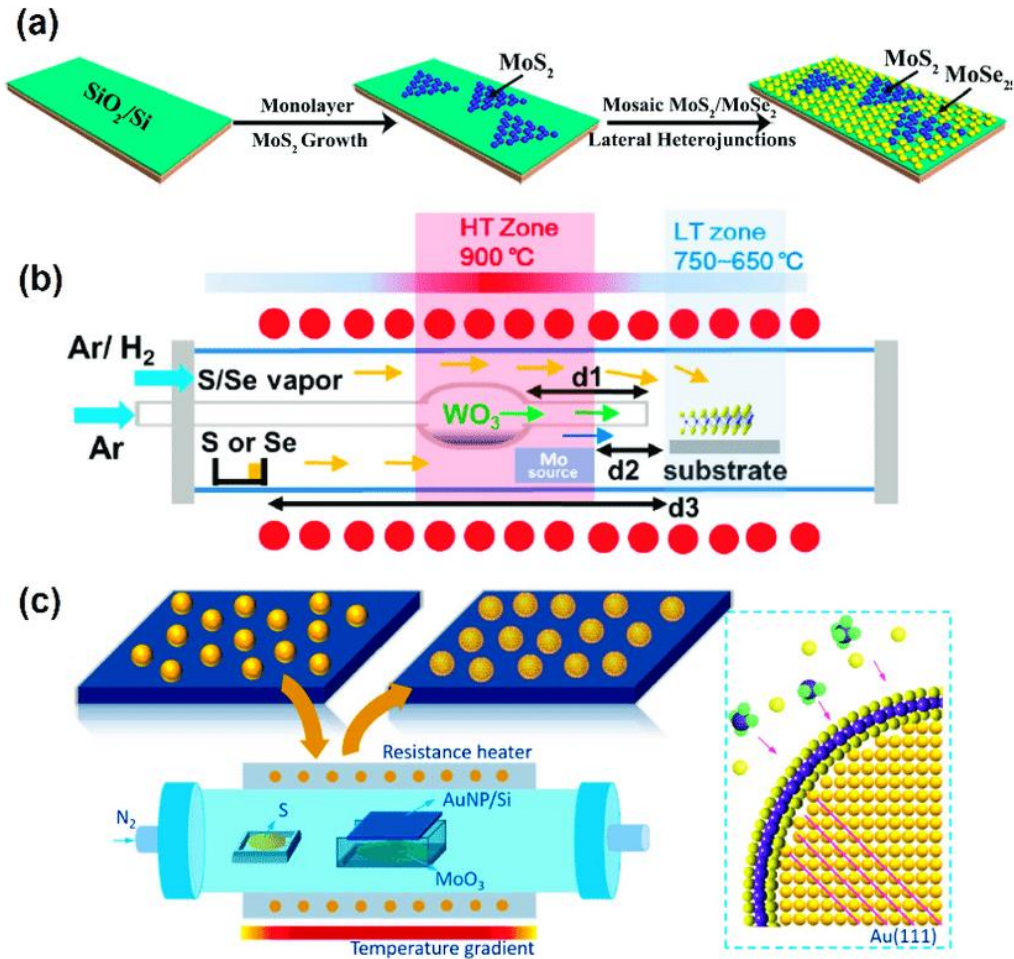 (a)
SiO2/Si
Monolayer
MoS2 Growth
MoS2
Mosaic MoS2/MoSe2
Lateral Heterojunctions
MoS2
MoSe2
(b)
HT Zone
900 °C
LT zone
750~650 °C
Ar/ H2
S/Se vapor
d1
WO3
Ar
S or Se
Mo
source
d2
substrate
d3
(c)
Resistance heater
N2
S
AuNP/Si
MoO3
Temperature gradient
Au(111)